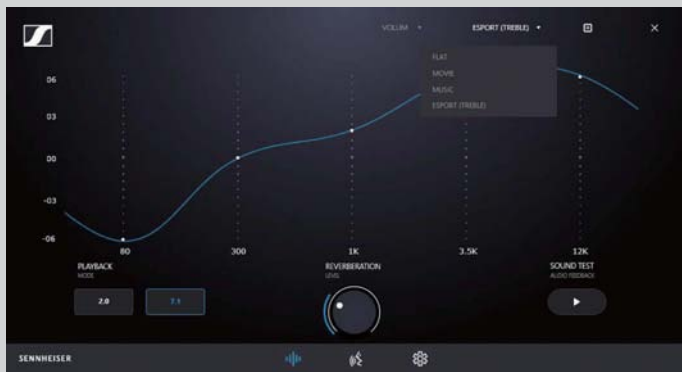 VOLUM ESPORT (TREBLE)
FLAT
MOVIE
MUSIC
ESPORT (TREBLE)
06
03
00
-03
-06
80 300 1K 3.5K 12K
PLAYBACK REVERBERATION SOUND TEST
MODE LEVEL AUDIO FEEDBACK
2.0 7.1
SENNHEISER